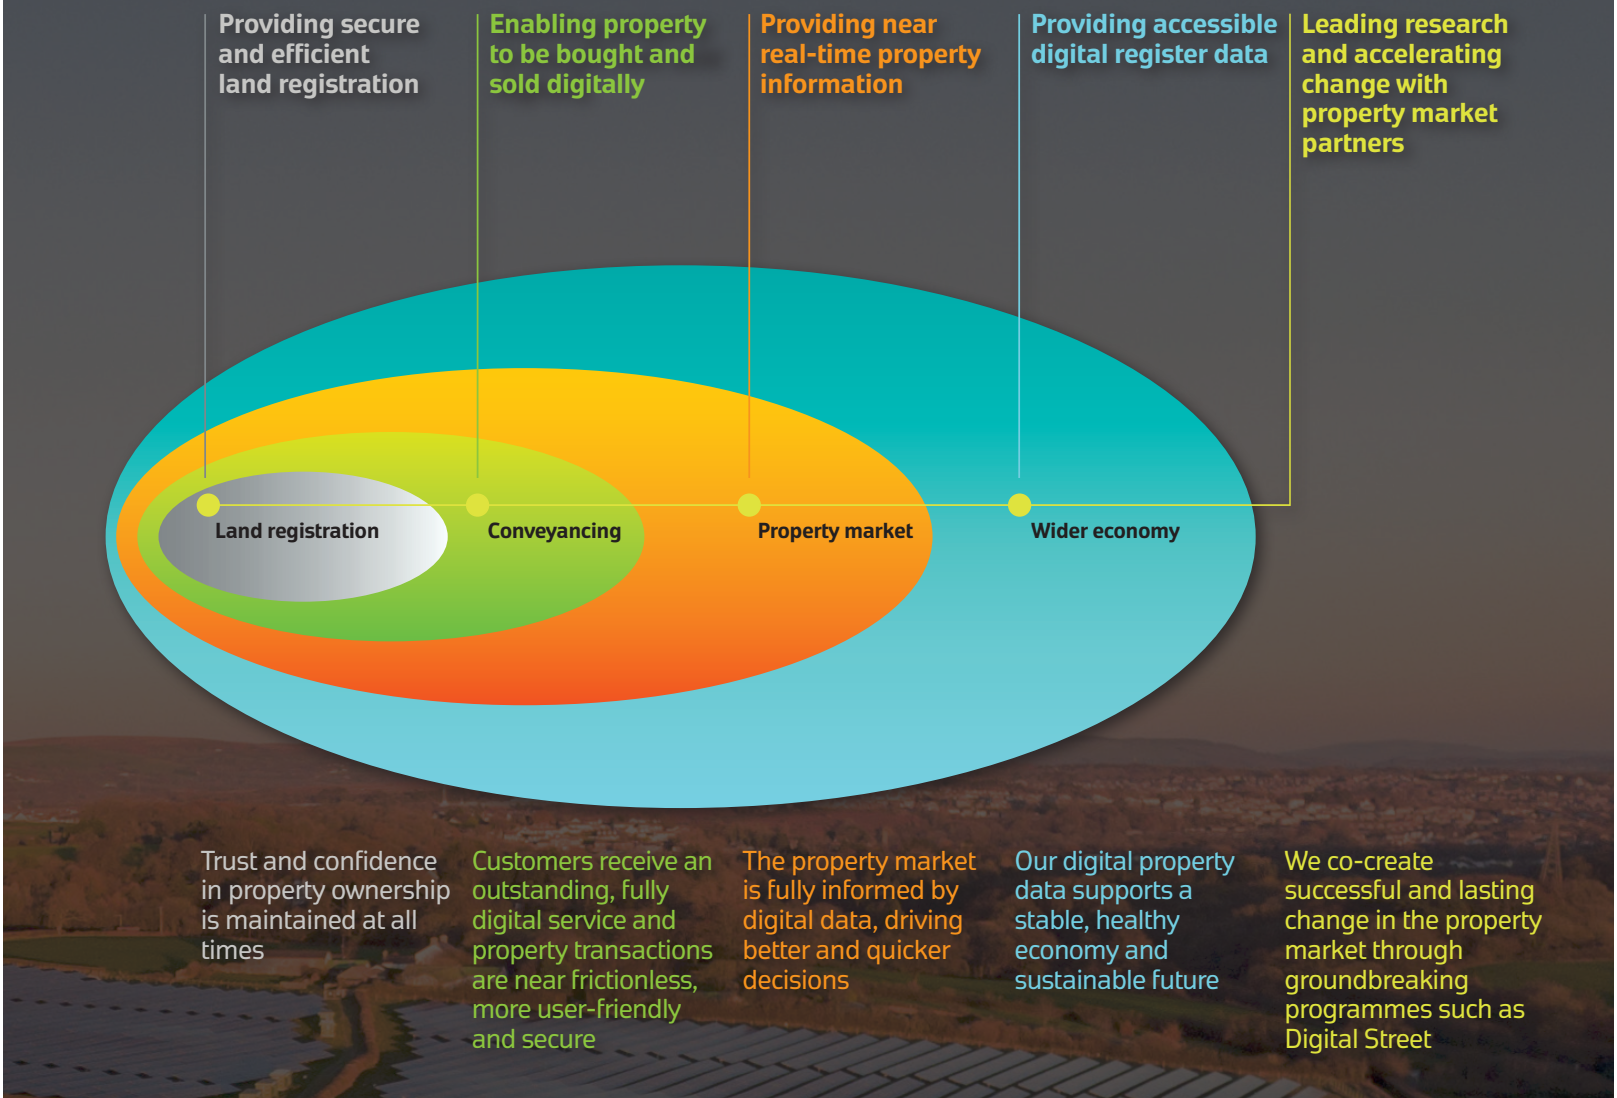 Providing secure
and efficient
land registration
Enabling property
to be bought and
sold digitally
Providing near
real-time property
information
Providing accessible
digital register data
Leading research
and accelerating
change with
property market
partners
Land registration
Conveyancing
Property market
Wider economy
Trust and confidence
in property ownership
is maintained at all
times
Customers receive an
outstanding, fully
digital service and
property transactions
are near frictionless,
more user-friendly
and secure
The property market
is fully informed by
digital data, driving
better and quicker
decisions
Our digital property
data supports a
stable, healthy
economy and
sustainable future
We co-create
successful and lasting
change in the property
market through
groundbreaking
programmes such as
Digital Street